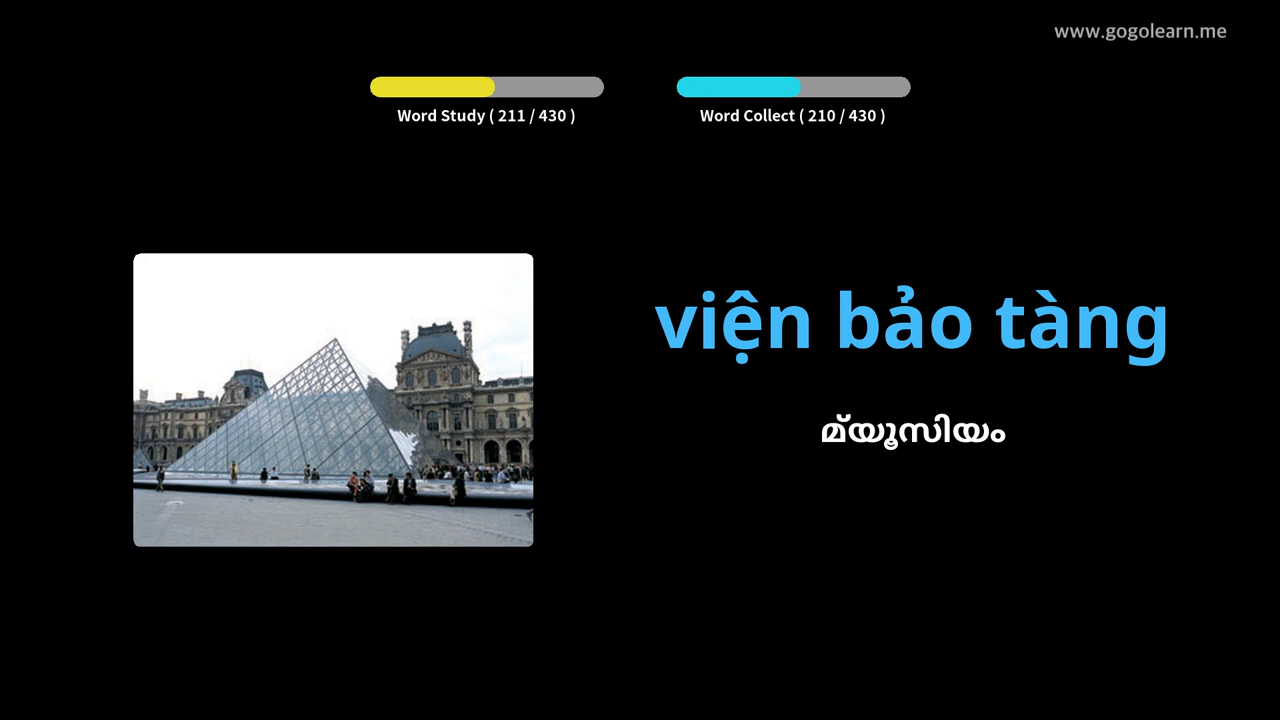 www.gogolearn.me
Word Study ( 211 / 430 )
Word Collect ( 210 / 430 )
viện bảo tàng
മ്യൂസിയം